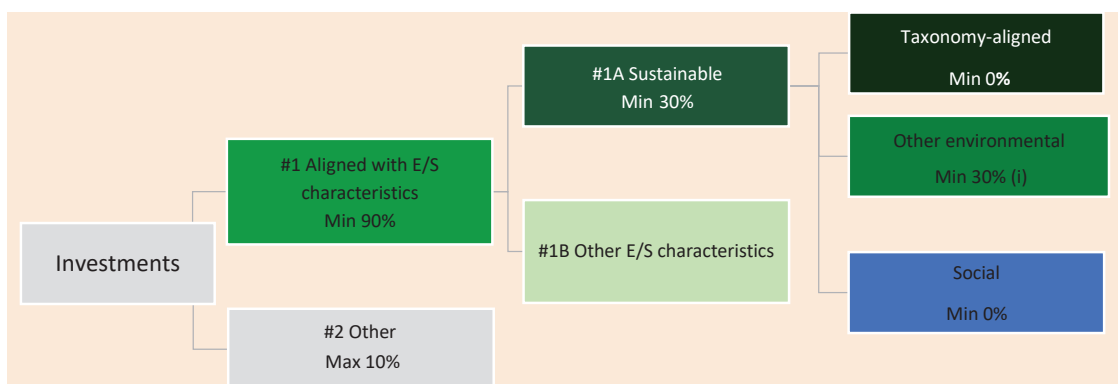 Investments
#1 Aligned with E/S
characteristics
Min 90%
#2 Other
Max 10%
#1A Sustainable
Min 30%
#1B Other E/S characteristics
Taxonomy-aligned
Min 0%
Other environmental
Min 30% (i)
Social
Min 0%